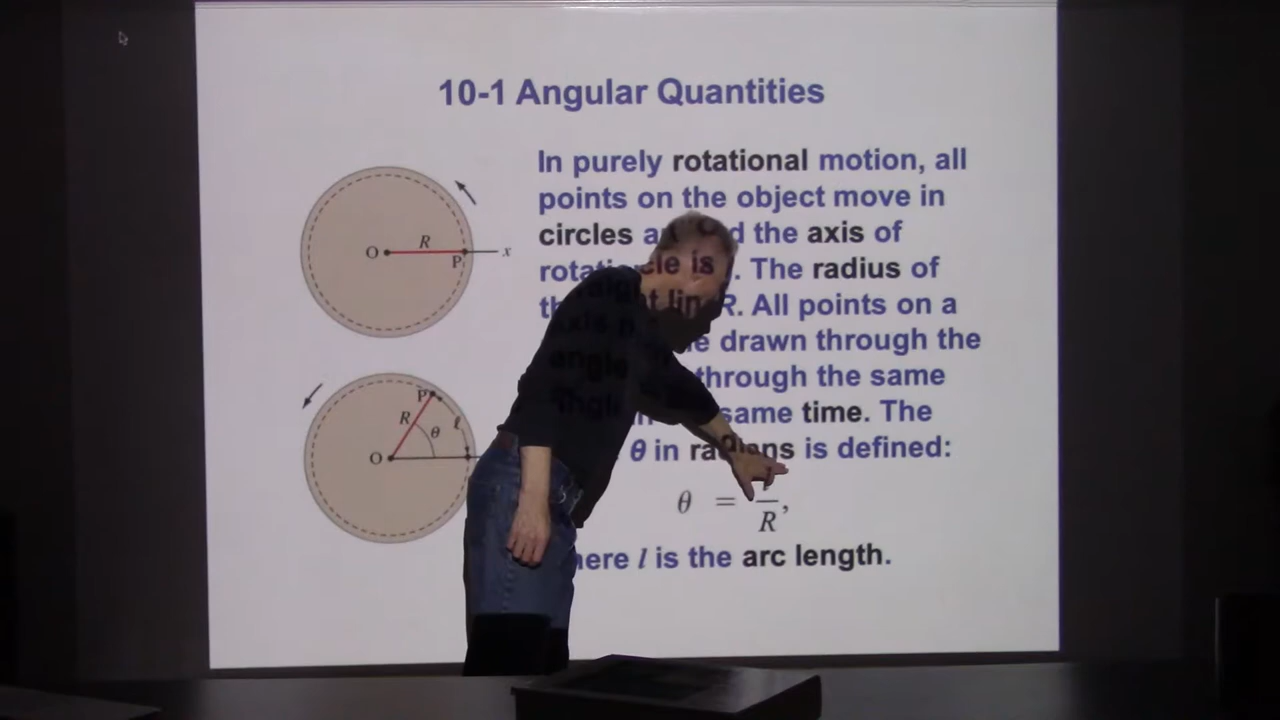 10-1 Angular Quantities
In purely rotational motion, all
points on the object move in
circles the axis of
The radius of
R. All points on a
drawn through the
through the same
same time. The
θ in radians is defined:
θ = l/R,
l is the arc length.
O R P x
P R θ l O